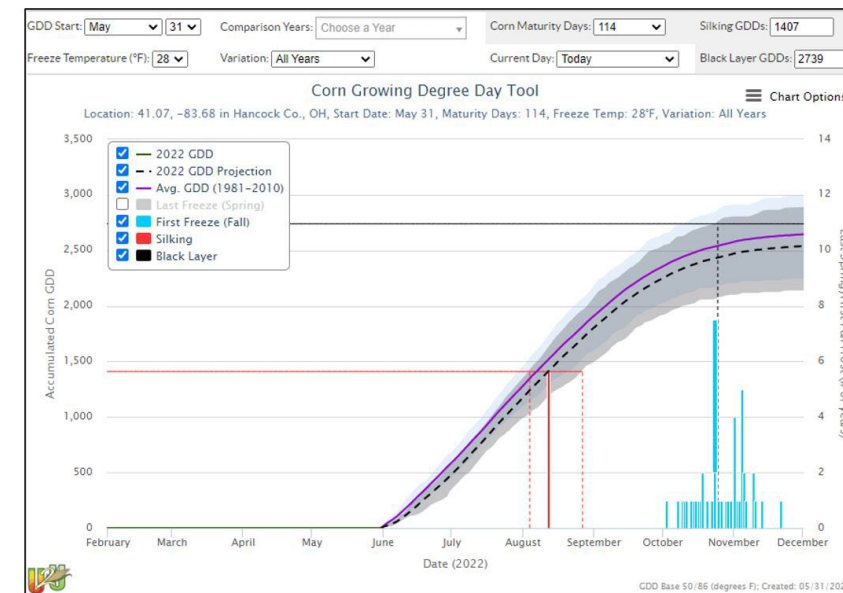 GDD Start: May 31 Comparison Years: Choose a Year Corn Maturity Days: 114 Silking GDDs: 1407
Freeze Temperature (°F): 28 Variation: All Years Current Day: Today Black Layer GDDs: 2739
Corn Growing Degree Day Tool
Chart Options
Location: 41.07, -83.68 in Hancock Co., OH, Start Date: May 31, Maturity Days: 114, Freeze Temp: 28°F, Variation: All Years
3,500
3,000
2,500
2,000
1,500
1,000
500
0
Accumulated Corn GDD
2022 GDD
2022 GDD Projection
Avg. GDD (1981-2010)
Last Freeze (Spring)
First Freeze (Fall)
Silking
Black Layer
14
12
10
8
6
4
2
0
February March April May June July August September October November December
Date (2022)
U2U
GDD Base 50/86 (degrees F); Created: 05/31/202